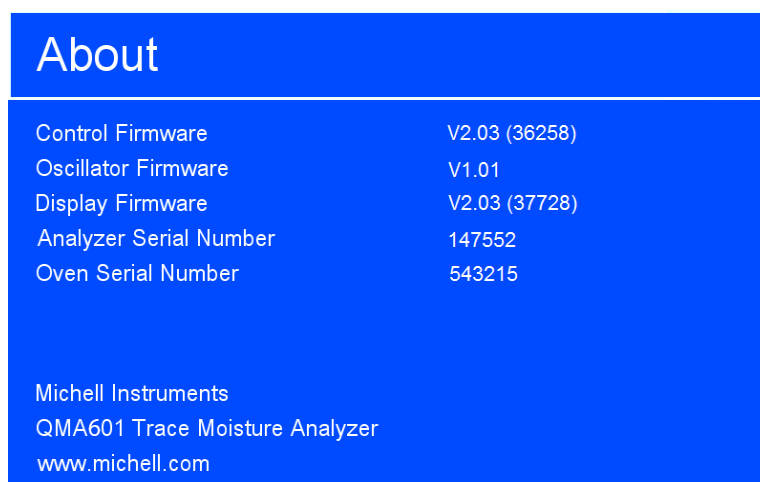 About
Control Firmware V2.03 (36258)
Oscillator Firmware V1.01
Display Firmware V2.03 (37728)
Analyzer Serial Number 147552
Oven Serial Number 543215
Michell Instruments
QMA601 Trace Moisture Analyzer
www.michell.com